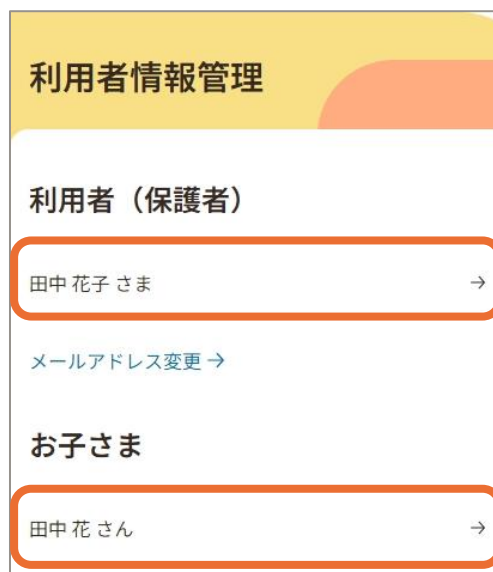 利用者情報管理
利用者（保護者）
田中 花子 さま →
メールアドレス変更 →
お子さま
田中 花 さん →